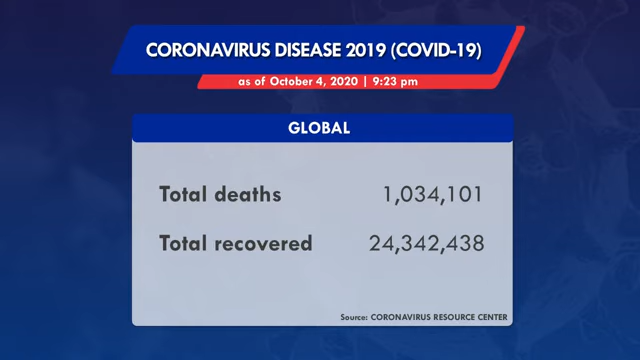 CORONAVIRUS DISEASE 2019 (COVID-19)
as of October 4, 2020 | 9:23 pm
GLOBAL
Total deaths 1,034,101
Total recovered 24,342,438
Source: CORONAVIRUS RESOURCE CENTER